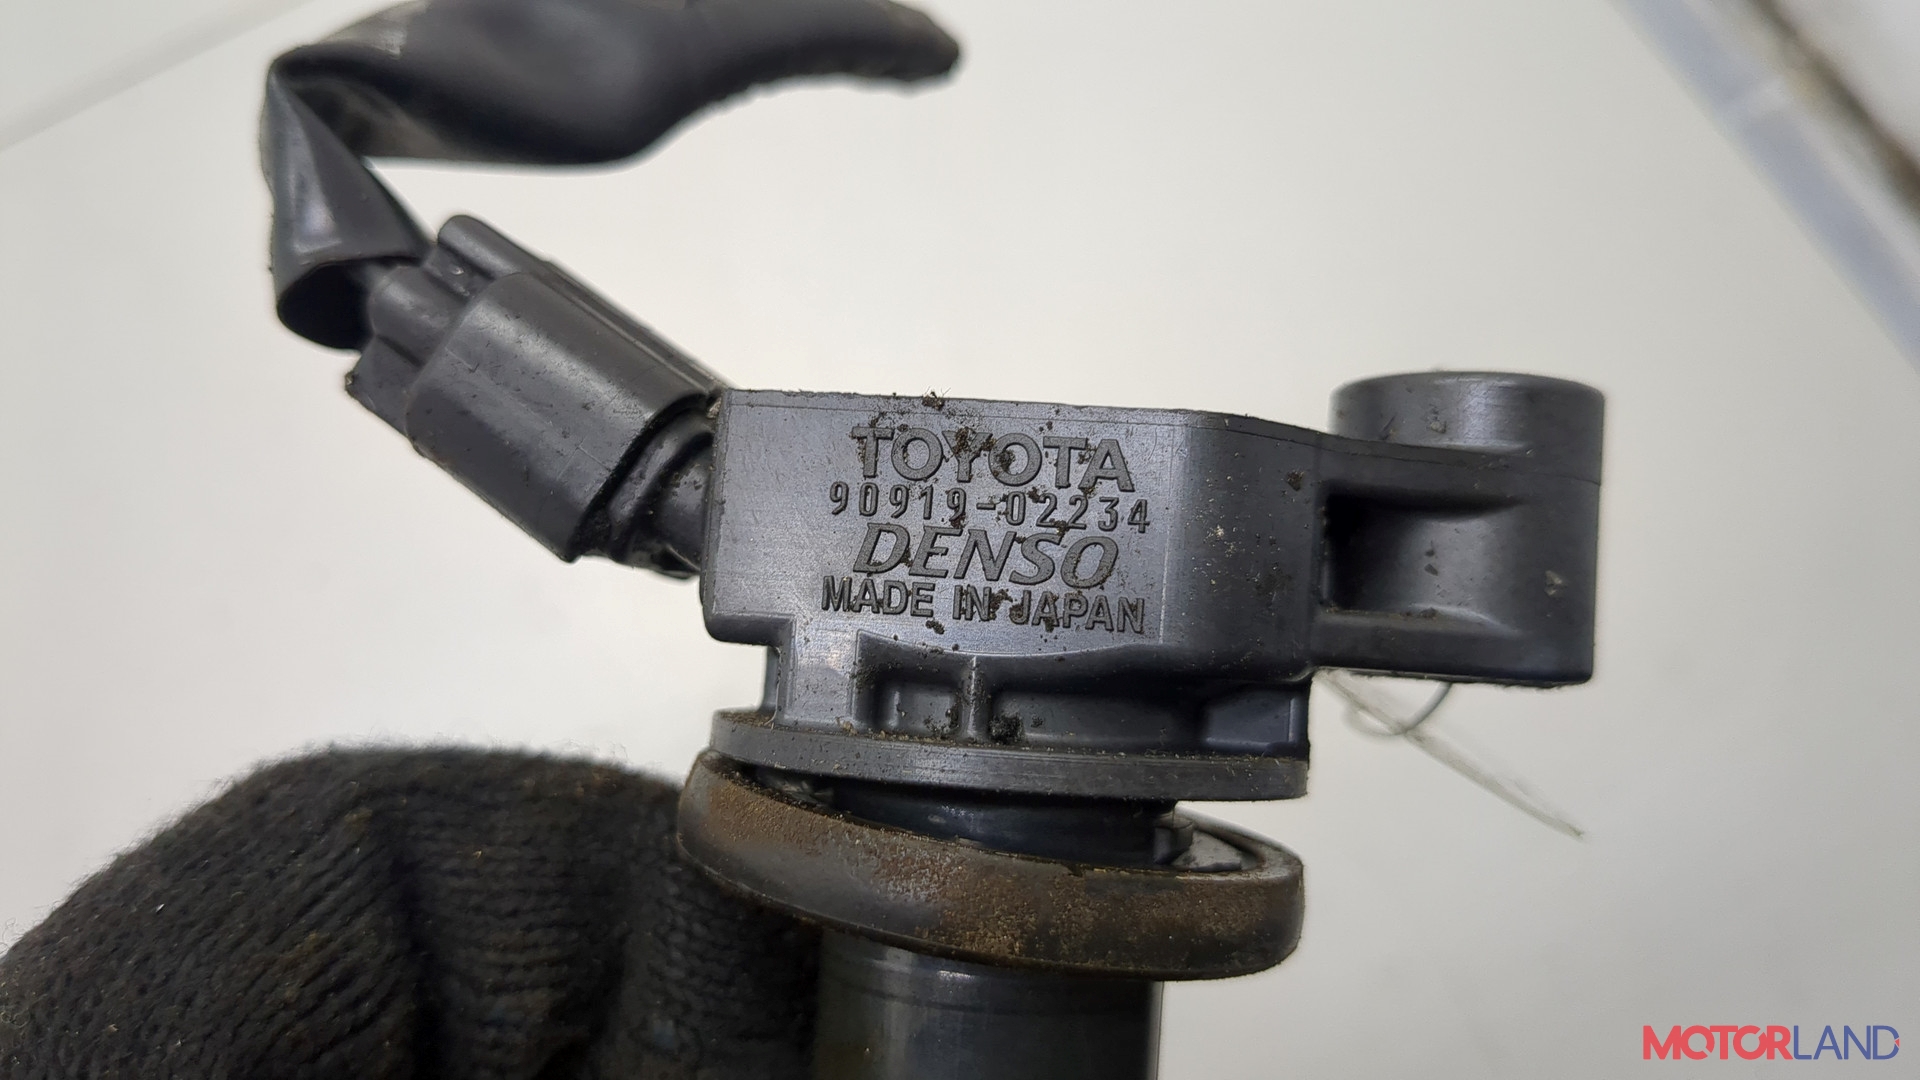 TOYOTA
90919-02234
DENSO
MADE IN JAPAN
MOTORLAND